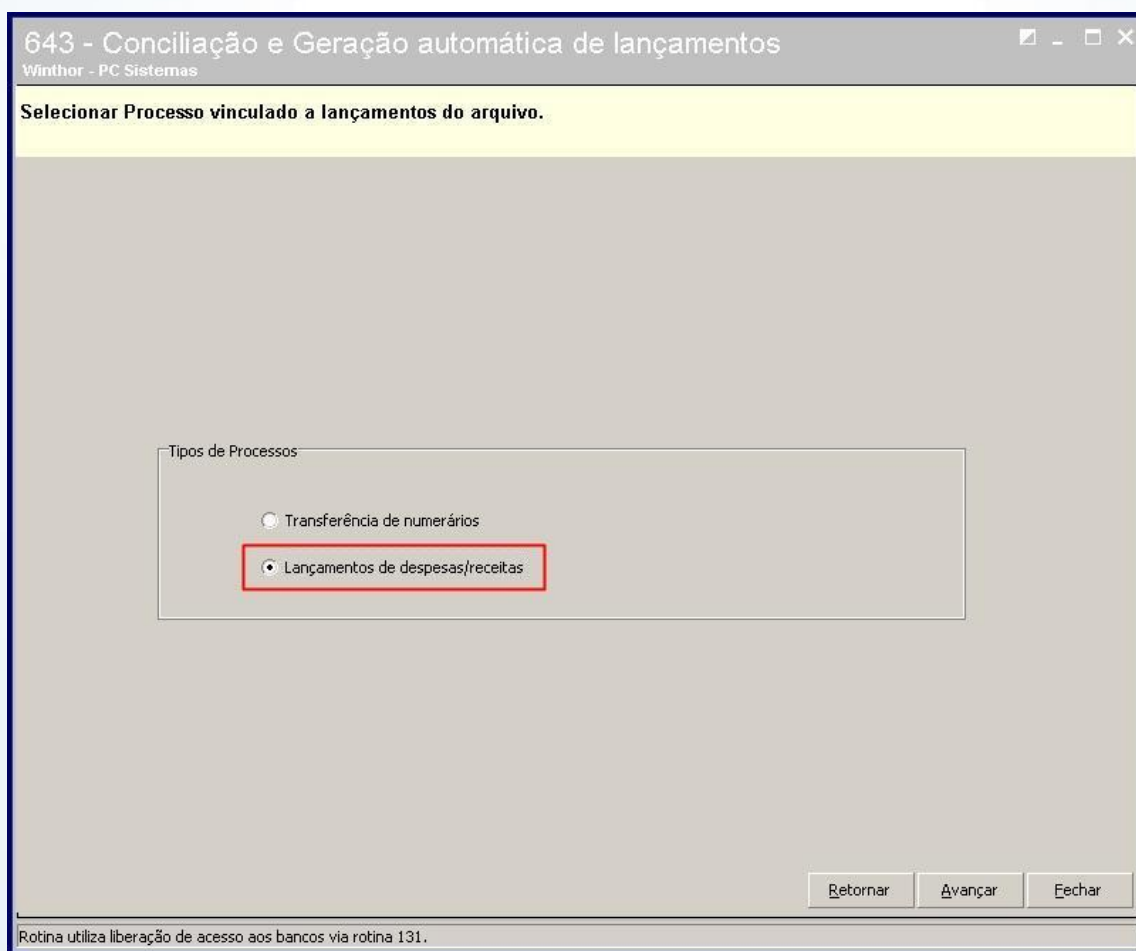 643 - Conciliação e Geração automática de lançamentos
Winthor - PC Sistemas
Selecionar Processo vinculado a lançamentos do arquivo.
Tipos de Processos
Transferência de numerários
Lançamentos de despesas/receitas
Retornar Avançar Fechar
Rotina utiliza liberação de acesso aos bancos via rotina 131.